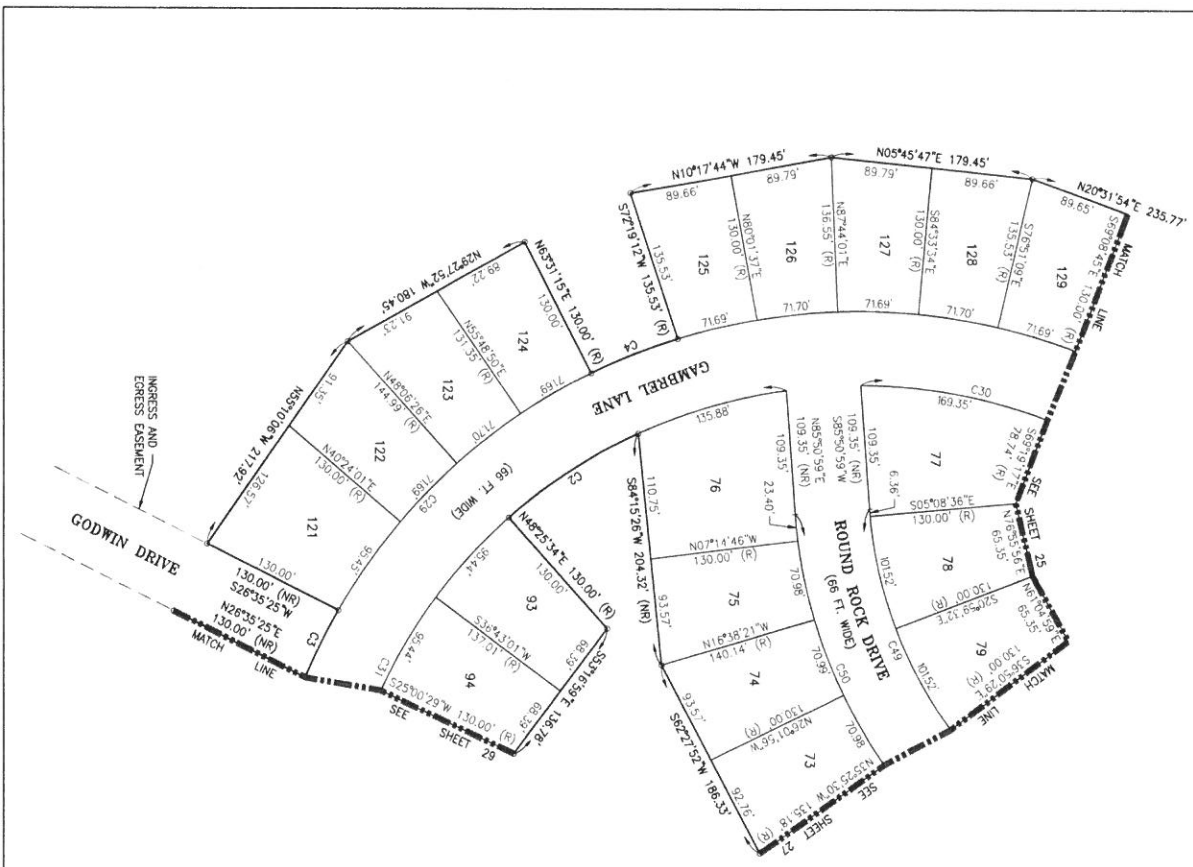 N10°17'44"W 179.45'
89.66'
89.79'
N05°45'47"E 179.45'
89.79'
89.66'
N20°31'54"E 235.77'
89.65'
S69°08'45"E 130.00' (R)
MATCH LINE
S72°19'12"W 135.53' (R)
135.53'
125
N80°01'37"E
130.00' (R)
126
N87°44'01"E
136.55' (R)
127
S84°33'34"E
130.00' (R)
128
S76°51'09"E
135.53' (R)
129
71.69'
71.70'
71.69'
71.70'
71.69'
N29°27'52"W 180.45'
89.22'
91.23'
N63°31'15"E 130.00' (R)
130.00'
C4
124
N55°48'50"E
131.35' (R)
123
N48°06'26"E
144.99' (R)
122
N40°24'01"E
130.00' (R)
121
71.69'
71.70'
71.69'
C29
95.45'
N55°10'06"W 217.92'
91.35'
126.57'
GAMBREL LANE
(66 FT. WIDE)
INGRESS AND
EGRESS EASEMENT
GODWIN DRIVE
130.00'
130.00' (NR)
S26°35'25"W
N26°35'25"E
130.00' (NR)
MATCH LINE
C3
C31
S25°00'29"W 130.00' (R)
SEE SHEET 29
95.44'
95.44'
C2
N48°25'34"E 130.00' (R)
130.00'
93
S36°43'01"W
137.01' (R)
94
68.39'
68.39'
S53°16'59"E 136.78'
135.88'
109.35'
N85°50'59"E
109.35' (NR)
S85°50'59"W
109.35' (NR)
109.35'
C30
169.35'
77
S69°19'17"E
78.74' (R)
SEE SHEET 25
6.36'
S05°08'36"E
130.00' (R)
N76°55'56"E
65.35'
78
N61°04'59"E
65.35'
S20°59'32"E
130.00' (R)
79
S36°50'29"E
130.00' (R)
MATCH LINE
101.52'
C49
101.52'
ROUND ROCK DRIVE
(66 FT. WIDE)
76
23.40'
110.75'
S84°15'26"W 204.32' (NR)
93.57'
N07°14'46"W
130.00' (R)
75
70.98'
N16°38'21"W
140.14' (R)
74
70.99'
C50
N26°01'56"W
130.00' (R)
73
70.98
N35°25'30"W 135.18' (R)
SEE SHEET 27
93.57'
S62°27'52"W 186.33'
92.76'